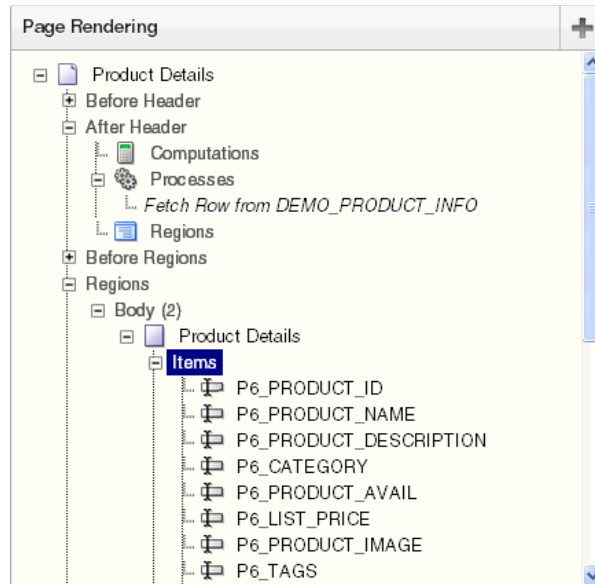 Page Rendering
Product Details
Before Header
After Header
Computations
Processes
Fetch Row from DEMO_PRODUCT_INFO
Regions
Before Regions
Regions
Body (2)
Product Details
Items
P6_PRODUCT_ID
P6_PRODUCT_NAME
P6_PRODUCT_DESCRIPTION
P6_CATEGORY
P6_PRODUCT_AVAIL
P6_LIST_PRICE
P6_PRODUCT_IMAGE
P6_TAGS